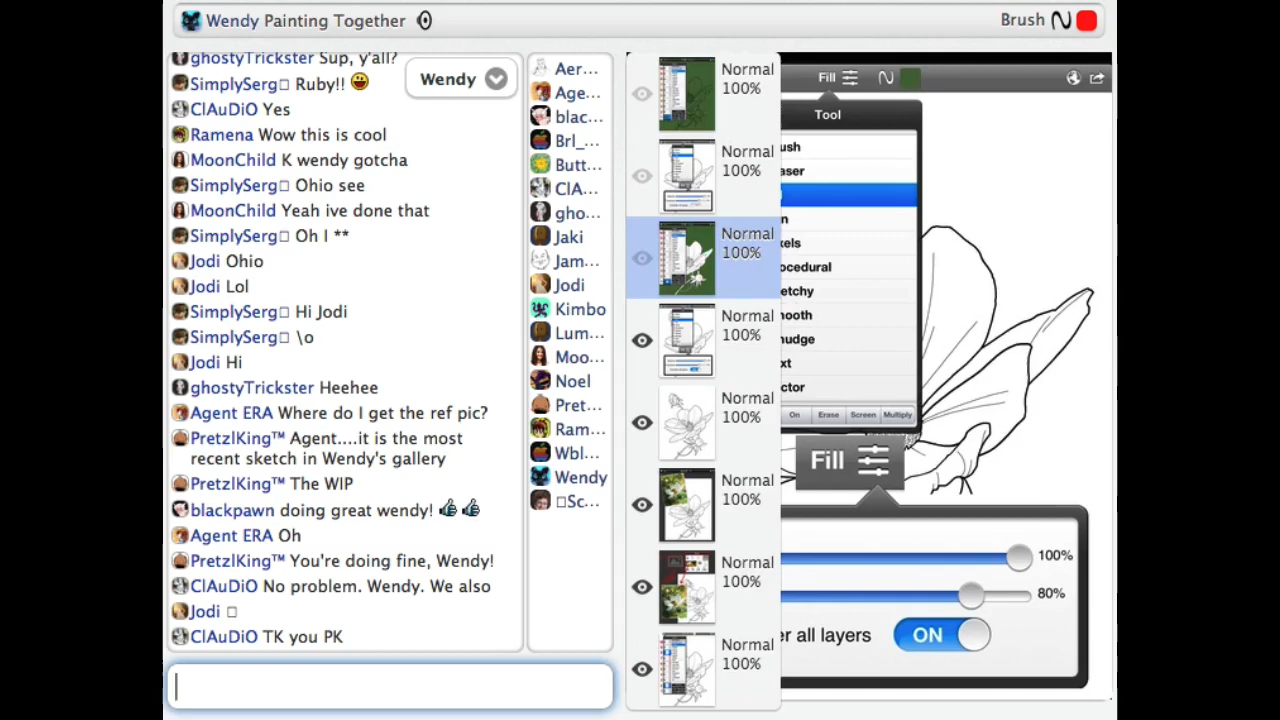 Wendy Painting Together
Brush
ghostyTrickster Sup, y'all?
SimplySerg Ruby!!
ClAuDiO Yes
Ramena Wow this is cool
MoonChild K wendy gotcha
SimplySerg Ohio see
MoonChild Yeah ive done that
SimplySerg Oh I **
Jodi Ohio
Jodi Lol
SimplySerg Hi Jodi
SimplySerg \o
Jodi Hi
ghostyTrickster Heehee
Agent ERA Where do I get the ref pic?
PretzlKing™ Agent....it is the most
recent sketch in Wendy's gallery
PretzlKing™ The WIP
blackpawn doing great wendy!
Agent ERA Oh
PretzlKing™ You're doing fine, Wendy!
ClAuDiO No problem. Wendy. We also
Jodi
ClAuDiO TK you PK
Wendy
Aer...
Age...
blac...
Brl_...
Butt...
ClA...
gho...
Jaki
Jam...
Jodi
Kimbo
Lum...
Moo...
Noel
Pret...
Ram...
Wbl...
Wendy
Sc...
Normal
100%
Normal
100%
Normal
100%
Normal
100%
Normal
100%
Normal
100%
Normal
100%
Normal
100%
Fill
Tool
ush
aser
n
xels
ocedural
etchy
nooth
nudge
xt
ctor
On Erase Screen Multiply
Fill
100%
80%
er all layers
ON